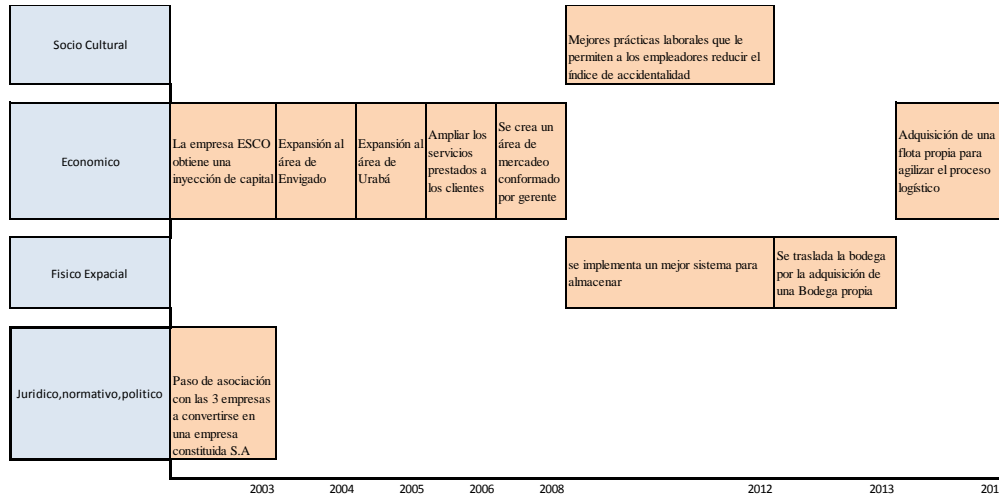 Socio Cultural
Mejores prácticas laborales que le
permiten a los empleadores reducir el
índice de accidentalidad
Economico
La empresa ESCO
obtiene una
inyección de capital
Expansión al
área de
Envigado
Expansión al
área de
Urabá
Ampliar los
servicios
prestados a
los clientes
Se crea un
área de
mercadeo
conformado
por gerente
Adquisición de una
flota propia para
agilizar el proceso
logístico
Fisico Expacial
se implementa un mejor sistema para
almacenar
Se traslada la bodega
por la adquisición de
una Bodega propia
Juridico,normativo,politico
Paso de asociación
con las 3 empresas
a convertirse en
una empresa
constituida S.A
2003 2004 2005 2006 2008 2012 2013